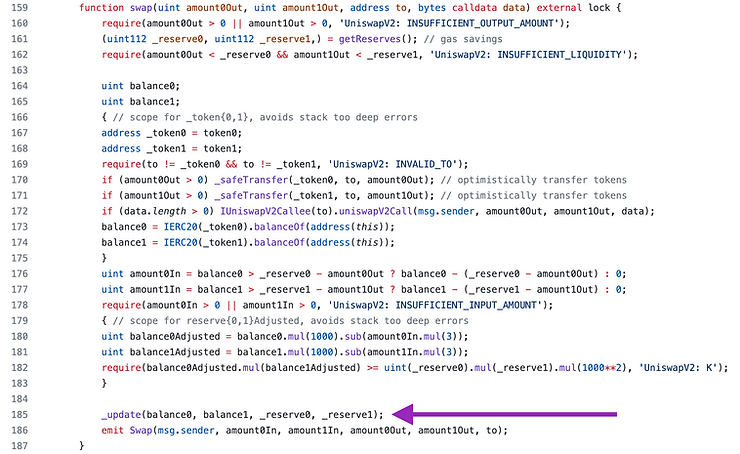 159 function swap(uint amount0Out, uint amount1Out, address to, bytes calldata data) external lock {
160 require(amount0Out > 0 || amount1Out > 0, 'UniswapV2: INSUFFICIENT_OUTPUT_AMOUNT');
161 (uint112 _reserve0, uint112 _reserve1,) = getReserves(); // gas savings
162 require(amount0Out < _reserve0 && amount1Out < _reserve1, 'UniswapV2: INSUFFICIENT_LIQUIDITY');
163
164 uint balance0;
165 uint balance1;
166 { // scope for _token{0,1}, avoids stack too deep errors
167 address _token0 = token0;
168 address _token1 = token1;
169 require(to != _token0 && to != _token1, 'UniswapV2: INVALID_TO');
170 if (amount0Out > 0) _safeTransfer(_token0, to, amount0Out); // optimistically transfer tokens
171 if (amount1Out > 0) _safeTransfer(_token1, to, amount1Out); // optimistically transfer tokens
172 if (data.length > 0) IUniswapV2Callee(to).uniswapV2Call(msg.sender, amount0Out, amount1Out, data);
173 balance0 = IERC20(_token0).balanceOf(address(this));
174 balance1 = IERC20(_token1).balanceOf(address(this));
175 }
176 uint amount0In = balance0 > _reserve0 - amount0Out ? balance0 - (_reserve0 - amount0Out) : 0;
177 uint amount1In = balance1 > _reserve1 - amount1Out ? balance1 - (_reserve1 - amount1Out) : 0;
178 require(amount0In > 0 || amount1In > 0, 'UniswapV2: INSUFFICIENT_INPUT_AMOUNT');
179 { // scope for reserve{0,1}Adjusted, avoids stack too deep errors
180 uint balance0Adjusted = balance0.mul(1000).sub(amount0In.mul(3));
181 uint balance1Adjusted = balance1.mul(1000).sub(amount1In.mul(3));
182 require(balance0Adjusted.mul(balance1Adjusted) >= uint(_reserve0).mul(_reserve1).mul(1000**2), 'UniswapV2: K');
183 }
184
185 _update(balance0, balance1, _reserve0, _reserve1);
186 emit Swap(msg.sender, amount0In, amount1In, amount0Out, amount1Out, to);
187 }